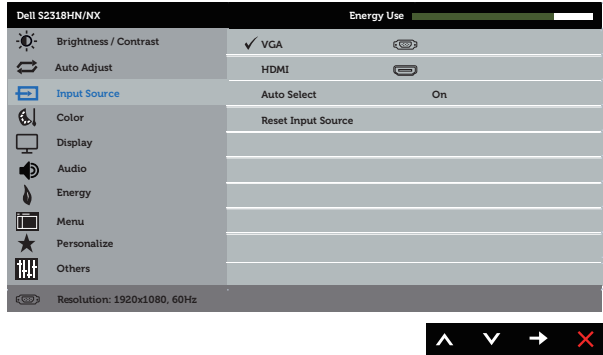 Dell S2318HN/NX Energy Use
Brightness / Contrast
VGA
Auto Adjust
HDMI
Input Source
Auto Select On
Color
Reset Input Source
Display
Audio
Energy
Menu
Personalize
Others
Resolution: 1920x1080, 60Hz